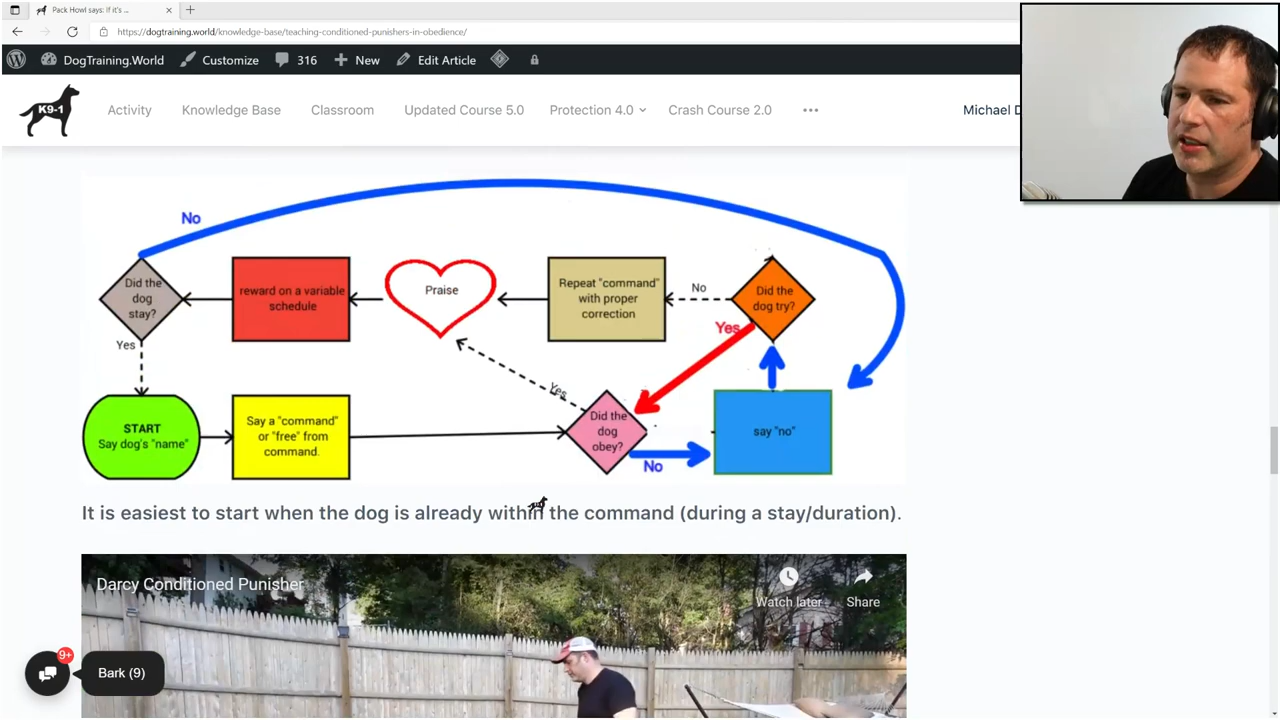 Pack Howl says: If it's ...
https://dogtraining.world/knowledge-base/teaching-conditioned-punishers-in-obedience/
DogTraining.World
Customize
316
New
Edit Article
K9-1
Activity
Knowledge Base
Classroom
Updated Course 5.0
Protection 4.0
Crash Course 2.0
Michael D
No
Did the
dog
stay?
reward on a variable
schedule
Praise
Repeat "command"
with proper
correction
No
Did the
dog try?
Yes
Yes
Yes
START
Say dog's "name"
Say a "command"
or "free" from
command.
Did the
dog
obey?
No
say "no"
It is easiest to start when the dog is already within the command (during a stay/duration).
Darcy Conditioned Punisher
Watch later
Share
9+
Bark (9)